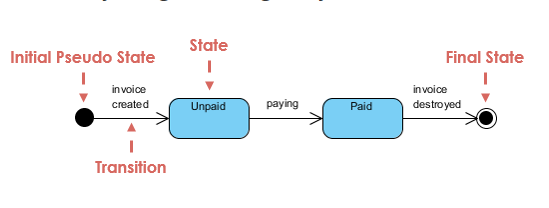 State
Initial Pseudo State
Final State
invoice
created
Unpaid
paying
Paid
invoice
destroyed
Transition